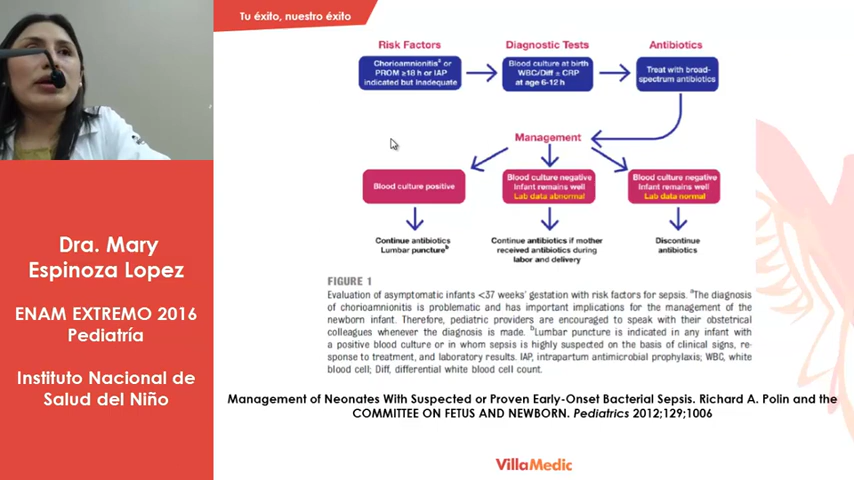 Tu éxito, nuestro éxito
Dra. Mary
Espinoza Lopez
ENAM EXTREMO 2016
Pediatría
Instituto Nacional de
Salud del Niño
Risk Factors
Diagnostic Tests
Antibiotics
Chorioamnionitisᵃ or
PROM ≥18 h or IAP
indicated but inadequate
Blood culture at birth
WBC/Diff ± CRP
at age 6-12 h
Treat with broad-
spectrum antibiotics
Management
Blood culture positive
Blood culture negative
Infant remains well
Lab data abnormal
Blood culture negative
Infant remains well
Lab data normal
Continue antibiotics
Lumbar punctureᵇ
Continue antibiotics if mother
received antibiotics during
labor and delivery
Discontinue
antibiotics
FIGURE 1
Evaluation of asymptomatic infants <37 weeks' gestation with risk factors for sepsis. ᵃThe diagnosis
of chorioamnionitis is problematic and has important implications for the management of the
newborn infant. Therefore, pediatric providers are encouraged to speak with their obstetrical
colleagues whenever the diagnosis is made. ᵇLumbar puncture is indicated in any infant with
a positive blood culture or in whom sepsis is highly suspected on the basis of clinical signs, re-
sponse to treatment, and laboratory results. IAP, intrapartum antimicrobial prophylaxis; WBC, white
blood cell; Diff, differential white blood cell count.
Management of Neonates With Suspected or Proven Early-Onset Bacterial Sepsis. Richard A. Polin and the
COMMITTEE ON FETUS AND NEWBORN. Pediatrics 2012;129;1006
VillaMedic